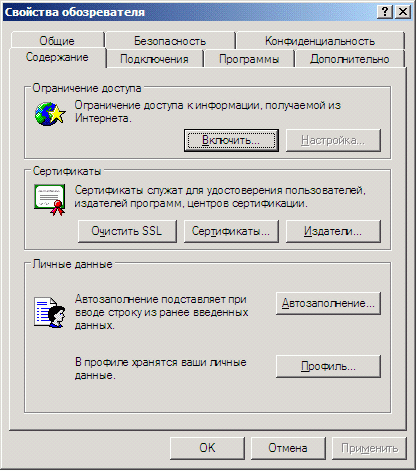 Свойства обозревателя
Общие Безопасность Конфиденциальность
Содержание Подключения Программы Дополнительно
Ограничение доступа
Ограничение доступа к информации, получаемой из
Интернета.
Включить... Настройка...
Сертификаты
Сертификаты служат для удостоверения пользователей,
издателей программ, центров сертификации.
Очистить SSL Сертификаты... Издатели...
Личные данные
Автозаполнение подставляет при
вводе строку из ранее введенных
данных.
Автозаполнение...
В профиле хранятся ваши личные
данные.
Профиль...
OK Отмена Применить